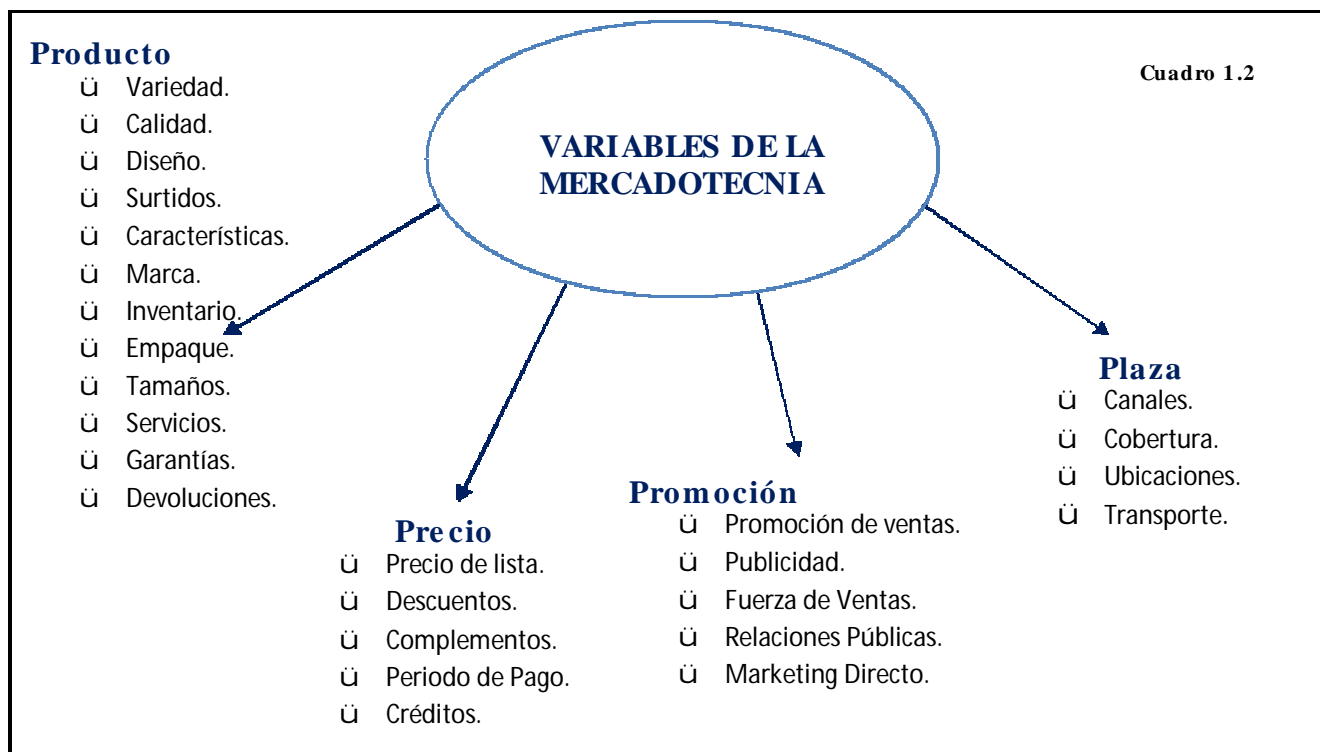 Producto
ü Variedad.
ü Calidad.
ü Diseño.
ü Surtidos.
ü Características.
ü Marca.
ü Inventario.
ü Empaque.
ü Tamaños.
ü Servicios.
ü Garantías.
ü Devoluciones.
Cuadro 1.2
VARIABLES DE LA
MERCADOTECNIA
Precio
ü Precio de lista.
ü Descuentos.
ü Complementos.
ü Periodo de Pago.
ü Créditos.
Promoción
ü Promoción de ventas.
ü Publicidad.
ü Fuerza de Ventas.
ü Relaciones Públicas.
ü Marketing Directo.
Plaza
ü Canales.
ü Cobertura.
ü Ubicaciones.
ü Transporte.